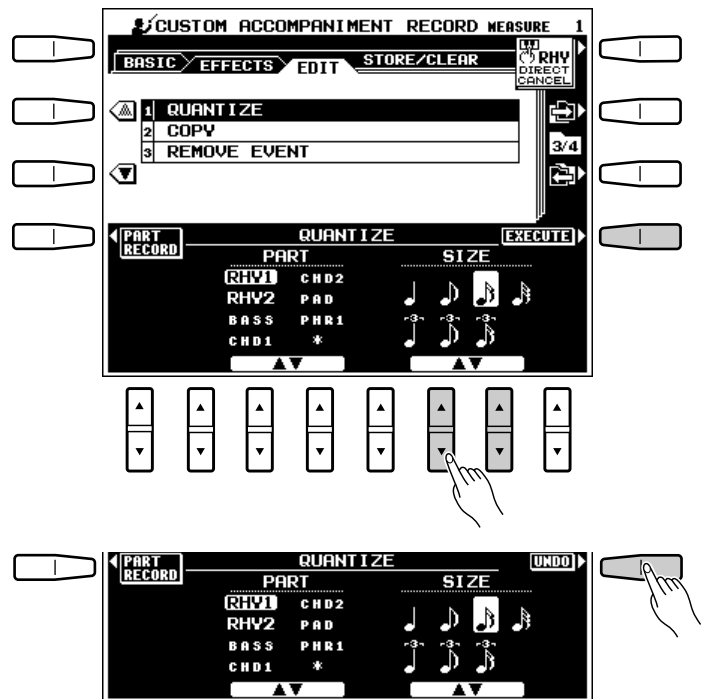 CUSTOM ACCOMPANIMENT RECORD MEASURE 1
BASIC EFFECTS EDIT STORE/CLEAR
RHY
DIRECT
CANCEL
1 QUANTIZE
2 COPY
3 REMOVE EVENT
3/4
PART RECORD
QUANTIZE
EXECUTE
PART SIZE
RHY1 CHD2
RHY2 PAD
BASS PHR1
CHD1 *
3 3 3
PART RECORD
QUANTIZE
UNDO
PART SIZE
RHY1 CHD2
RHY2 PAD
BASS PHR1
CHD1 *
3 3 3